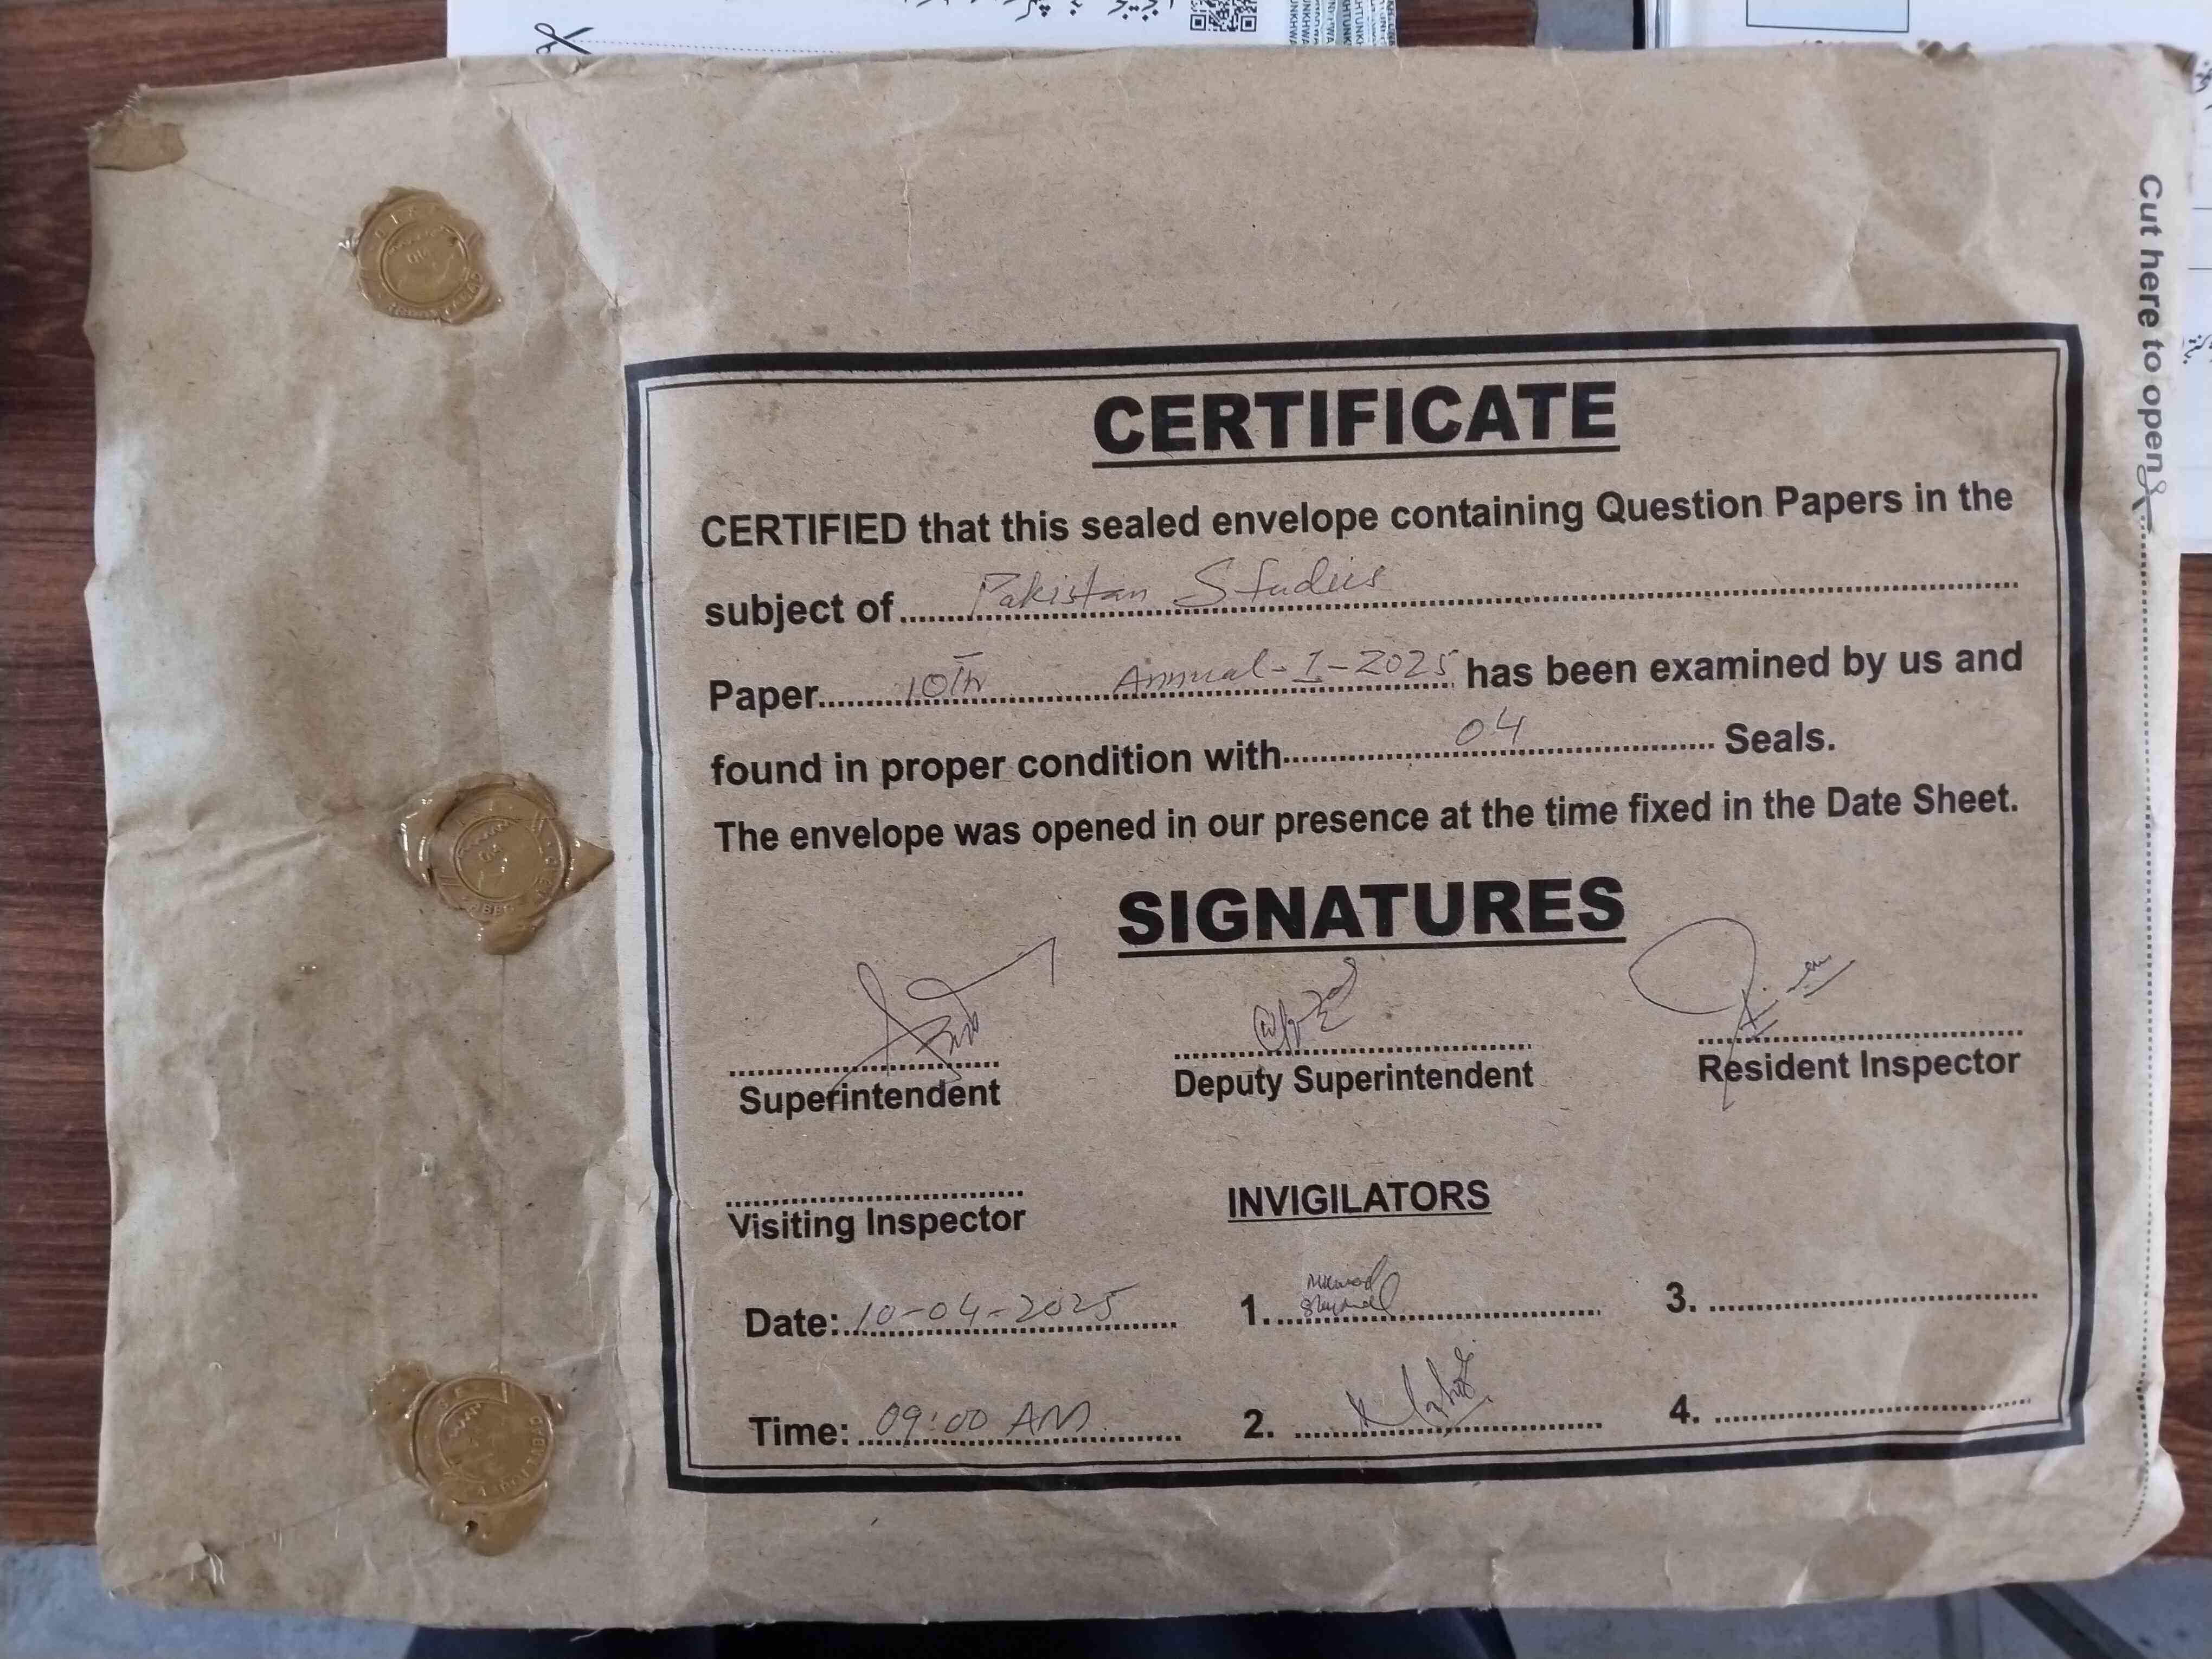 CERTIFICATE
CERTIFIED that this sealed envelope containing Question Papers in the
subject of Pakistan Studies
Paper 10th Annual-I-2025 has been examined by us and
found in proper condition with 04 Seals.
The envelope was opened in our presence at the time fixed in the Date Sheet.
SIGNATURES
Superintendent Deputy Superintendent Resident Inspector
Visiting Inspector INVIGILATORS
Date: 10-04-2025 1. 3.
Time: 09:00 AM 2. 4.
Cut here to open